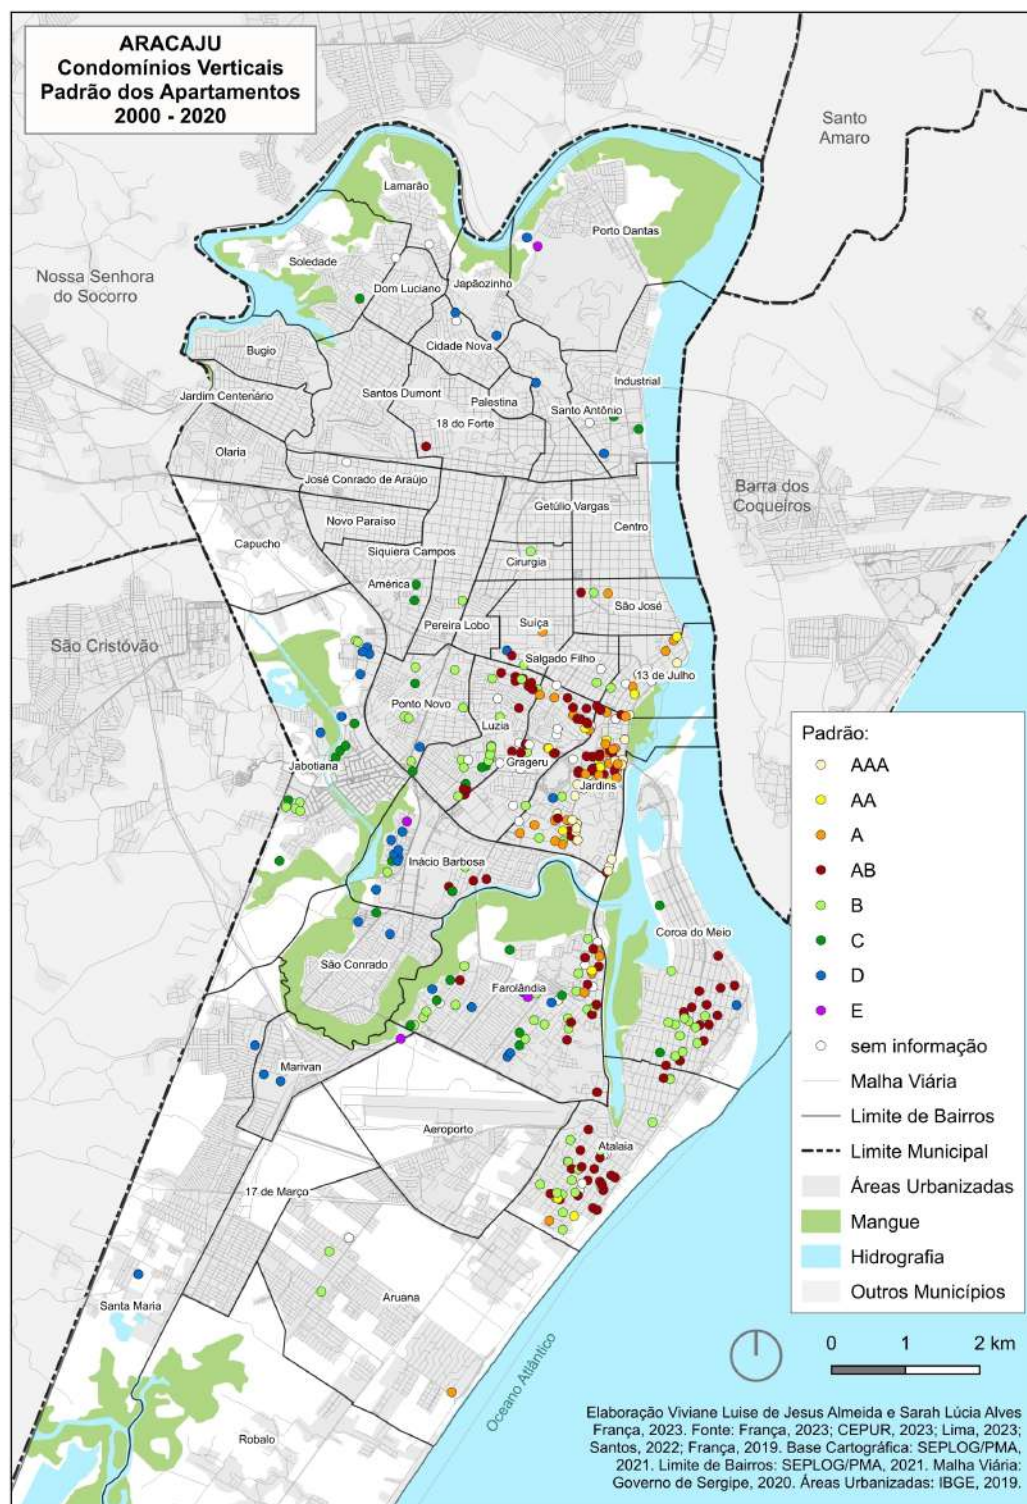 ARACAJU
Condomínios Verticais
Padrão dos Apartamentos
2000 - 2020
Santo
Amaro
Lamarão
Porto Dantas
Soledade
Nossa Senhora
do Socorro
Dom Luciano
Japãozinho
Cidade Nova
Bugio
Industrial
Jardim Centenário
Santos Dumont
Palestina
Santo Antônio
18 do Forte
Olaria
José Conrado de Araújo
Barra dos
Coqueiros
Getúlio Vargas
Centro
Novo Paraíso
Capucho
Siquiera Campos
Cirurgia
América
São José
Pereira Lobo
Suíça
São Cristóvão
Salgado Filho
13 de Julho
Ponto Novo
Luzia
Grageru
Jabotiana
Jardins
Inácio Barbosa
Coroa do Meio
São Conrado
Farolândia
Marivan
Aeroporto
Atalaia
17 de Março
Santa Maria
Aruana
Robalo
Oceano Atlântico
Padrão:
AAA
AA
A
AB
B
C
D
E
sem informação
Malha Viária
Limite de Bairros
Limite Municipal
Áreas Urbanizadas
Mangue
Hidrografia
Outros Municípios
0 1 2 km
Elaboração Viviane Luise de Jesus Almeida e Sarah Lúcia Alves
França, 2023. Fonte: França, 2023; CEPUR, 2023; Lima, 2023;
Santos, 2022; França, 2019. Base Cartográfica: SEPLOG/PMA,
2021. Limite de Bairros: SEPLOG/PMA, 2021. Malha Viária:
Governo de Sergipe, 2020. Áreas Urbanizadas: IBGE, 2019.